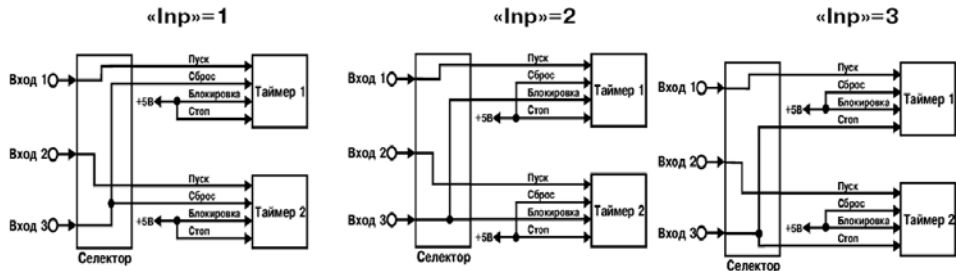 «Inp»=1
Вход 1
Вход 2
Вход 3
Пуск
Сброс
Блокировка
Стоп
+5В
Таймер 1
Пуск
Сброс
Блокировка
Стоп
+5В
Таймер 2
Селектор
«Inp»=2
Вход 1
Вход 2
Вход 3
Пуск
Сброс
Блокировка
Стоп
+5В
Таймер 1
Пуск
Сброс
Блокировка
Стоп
+5В
Таймер 2
Селектор
«Inp»=3
Вход 1
Вход 2
Вход 3
Пуск
Сброс
Блокировка
Стоп
+5В
Таймер 1
Пуск
Сброс
Блокировка
Стоп
+5В
Таймер 2
Селектор